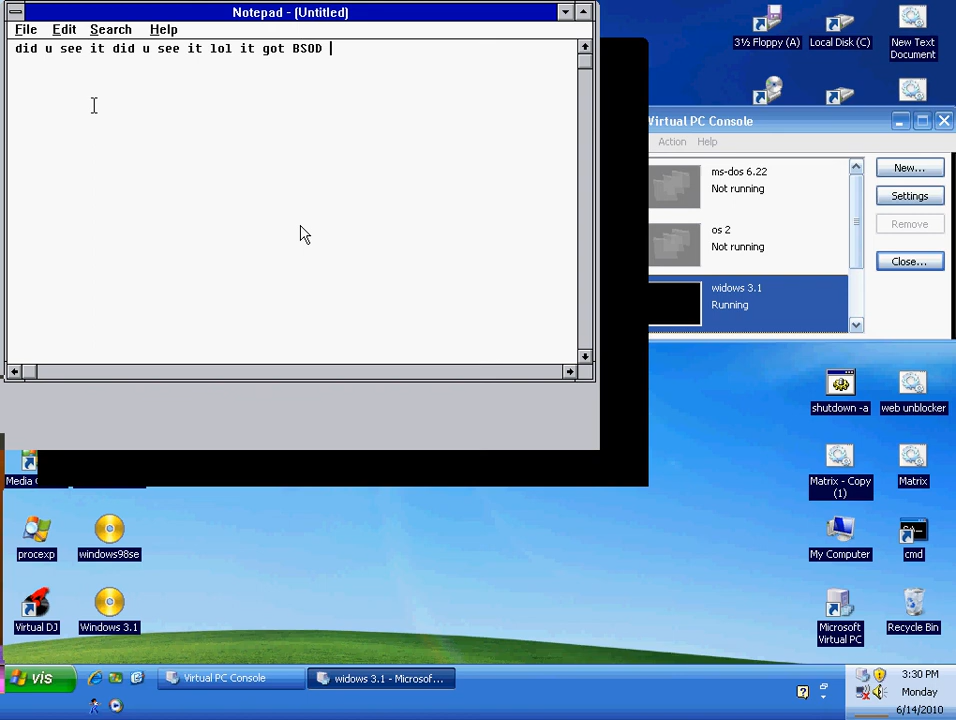 Notepad - (Untitled)
File Edit Search Help
did u see it did u see it lol it got BSOD
3½ Floppy (A)
Local Disk (C)
New Text Document
Virtual PC Console
Action Help
ms-dos 6.22
Not running
os 2
Not running
widows 3.1
Running
New...
Settings
Remove
Close...
shutdown -a
web unblocker
Media
Matrix - Copy (1)
Matrix
procexp
windows98se
My Computer
cmd
Virtual DJ
Windows 3.1
Microsoft Virtual PC
Recycle Bin
vis
Virtual PC Console
widows 3.1 - Microsof...
3:30 PM
Monday
6/14/2010